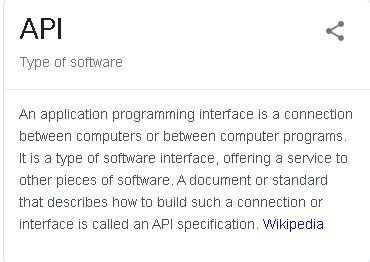 API
Type of software
An application programming interface is a connection
between computers or between computer programs.
It is a type of software interface, offering a service to
other pieces of software. A document or standard
that describes how to build such a connection or
interface is called an API specification. Wikipedia